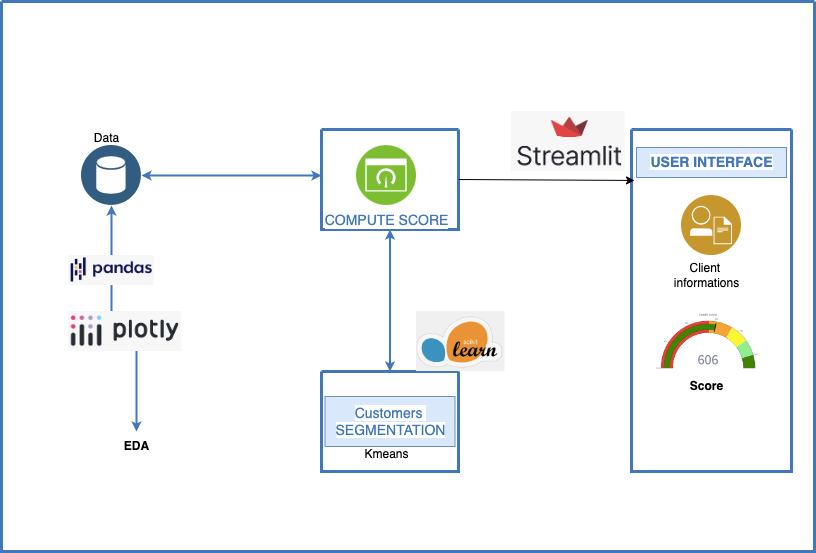 Data
Streamlit
USER INTERFACE
COMPUTE SCORE
pandas
Client
informations
plotly
learn
606
Score
Customers
SEGMENTATION
EDA
Kmeans